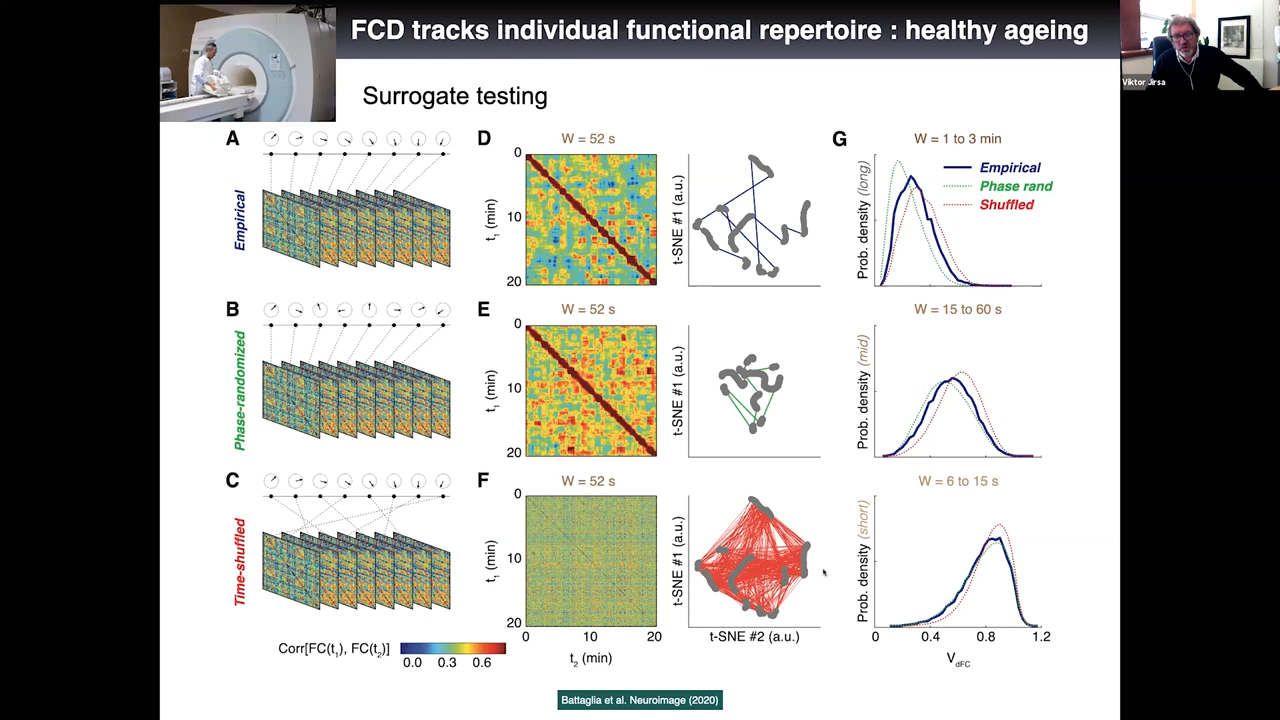 FCD tracks individual functional repertoire : healthy ageing
Viktor Jirsa
Surrogate testing
A
Empirical
B
Phase-randomized
C
Time-shuffled
Corr[FC(t1), FC(t2)]
0.0 0.3 0.6
D
W = 52 s
0
10
20
t1 (min)
t-SNE #1 (a.u.)
E
W = 52 s
0
10
20
t1 (min)
t-SNE #1 (a.u.)
F
W = 52 s
0
10
20
t1 (min)
0 10 20
t2 (min)
t-SNE #1 (a.u.)
t-SNE #2 (a.u.)
G
W = 1 to 3 min
Prob. density (long)
Empirical
Phase rand
Shuffled
W = 15 to 60 s
Prob. density (mid)
W = 6 to 15 s
Prob. density (short)
0 0.4 0.8 1.2
VdFC
Battaglia et al. Neuroimage (2020)